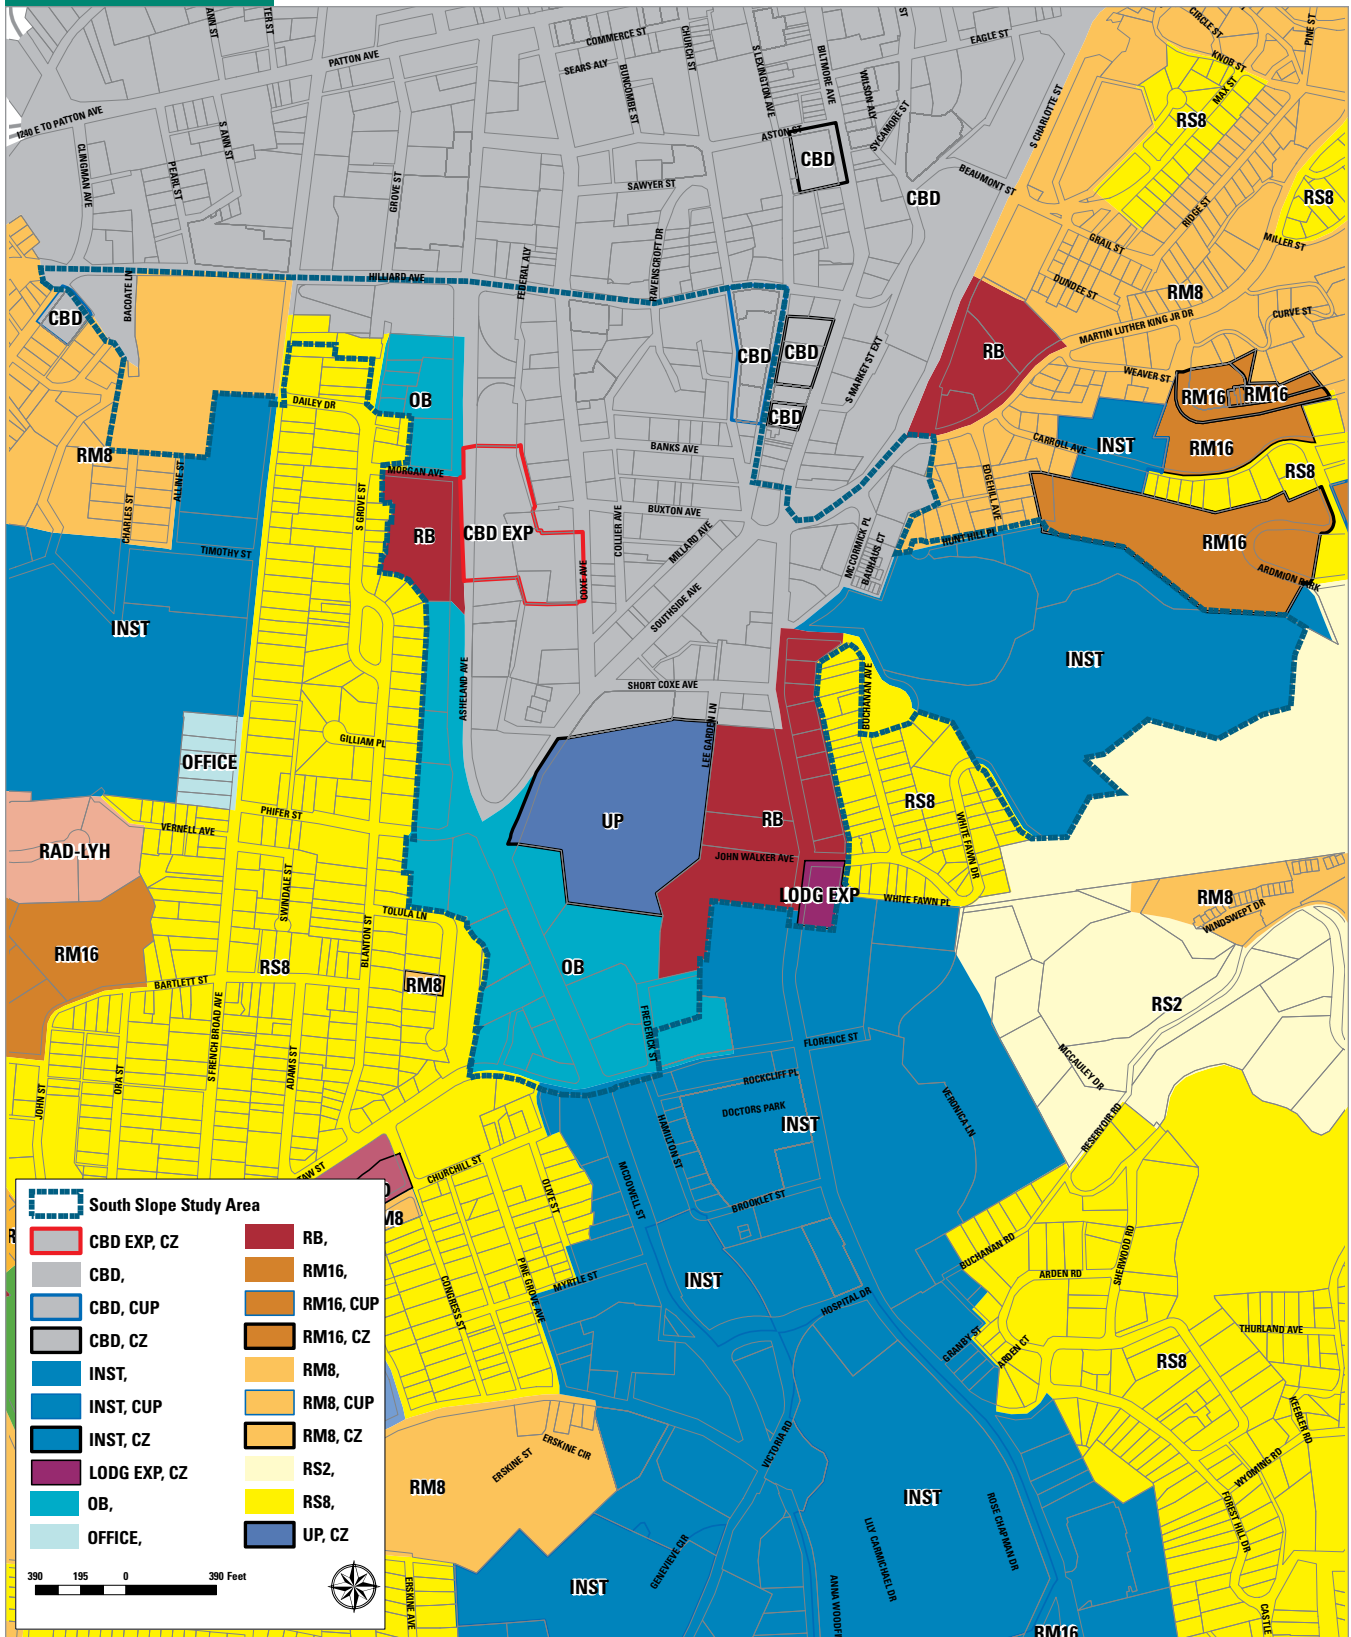 ANN ST
TER ST
PATTON AVE
COMMERCE ST
SEARS ALY
BUNCOMBE ST
CHURCH ST
S LEXINGTON AVE
BILTMORE AVE
WILSON ALY
ST
EAGLE ST
CIRCLE ST
PINE ST
KNOB ST
MAX ST
RS8
1240 E TO PATTON AVE
CLINGMAN AVE
PEARL ST
S ANN ST
GROVE ST
SAWYER ST
ASTON ST
CBD
SYCAMORE ST
BEAUMONT ST
S CHARLOTTE ST
CBD
RIDGE ST
RS8
GRAIL ST
MILLER ST
HILLIARD AVE
FEDERAL ALY
RAVENSCROFT DR
DUNDEE ST
RM8
BACOATE LN
CBD
MARTIN LUTHER KING JR DR
CURVE ST
CBD
CBD
S MARKET ST EXT
RB
WEAVER ST
RM16
RM16
DAILEY DR
OB
CBD
BANKS AVE
CARROLL AVE
INST
RM16
RS8
RM8
MORGAN AVE
ALLINE ST
CHARLES ST
S GROVE ST
EDGEHILL AVE
BUXTON AVE
COLLIER AVE
MILLARD AVE
RB
CBD EXP
COXE AVE
MCCORMICK PL
BAUHAUS CT
HUNT HILL PL
RM16
ARDMION PARK
TIMOTHY ST
SOUTHSIDE AVE
INST
INST
SHORT COXE AVE
ASHELAND AVE
BUCHANAN AVE
LEE GARDEN LN
GILLIAM PL
OFFICE
PHIFER ST
VERNELL AVE
UP
RB
RS8
WHITE FAWN DR
RAD-LYH
JOHN WALKER AVE
LODG EXP
WHITE FAWN PL
RM8
WINDSWEPT DR
SWINDALE ST
TOLULA LN
BLANTON ST
RM16
RS8
OB
BARTLETT ST
RM8
RS2
S FRENCH BROAD AVE
FREDERICK ST
FLORENCE ST
MCCAULEY DR
ADAMS ST
ORA ST
JOHN ST
ROCKCLIFF PL
DOCTORS PARK
INST
VERONICA LN
RESERVOIR RD
HAMILTON ST
CHURCHILL ST
OLIVE ST
MCDOWELL ST
BROOKLET ST
BUCHANAN RD
SHERWOOD RD
ARDEN RD
CONGRESS ST
PINE GROVE AVE
MYRTLE ST
INST
HOSPITAL DR
GRANBY ST
ARDEN CT
THURLAND AVE
RS8
KEEBLER RD
VICTORIA RD
WYOMING RD
ERSKINE ST
ERSKINE CIR
RM8
INST
ROSE CHAPMAN DR
FOREST HILL DR
LILY CARMICHAEL DR
GENEVIEVE CIR
INST
ERSKINE AVE
ANNA WOODF
CASTLE
RM16
AW ST
M8
R
South Slope Study Area
CBD EXP, CZ
CBD,
CBD, CUP
CBD, CZ
INST,
INST, CUP
INST, CZ
LODG EXP, CZ
OB,
OFFICE,
RB,
RM16,
RM16, CUP
RM16, CZ
RM8,
RM8, CUP
RM8, CZ
RS2,
RS8,
UP, CZ
390 195 0 390 Feet